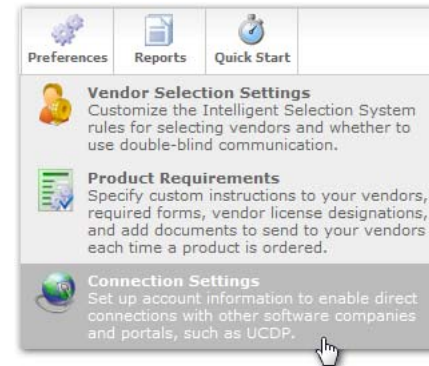 Preferences Reports Quick Start
Vendor Selection Settings
Customize the Intelligent Selection System
rules for selecting vendors and whether to
use double-blind communication.
Product Requirements
Specify custom instructions to your vendors,
required forms, vendor license designations,
and add documents to send to your vendors
each time a product is ordered.
Connection Settings
Set up account information to enable direct
connections with other software companies
and portals, such as UCDP.